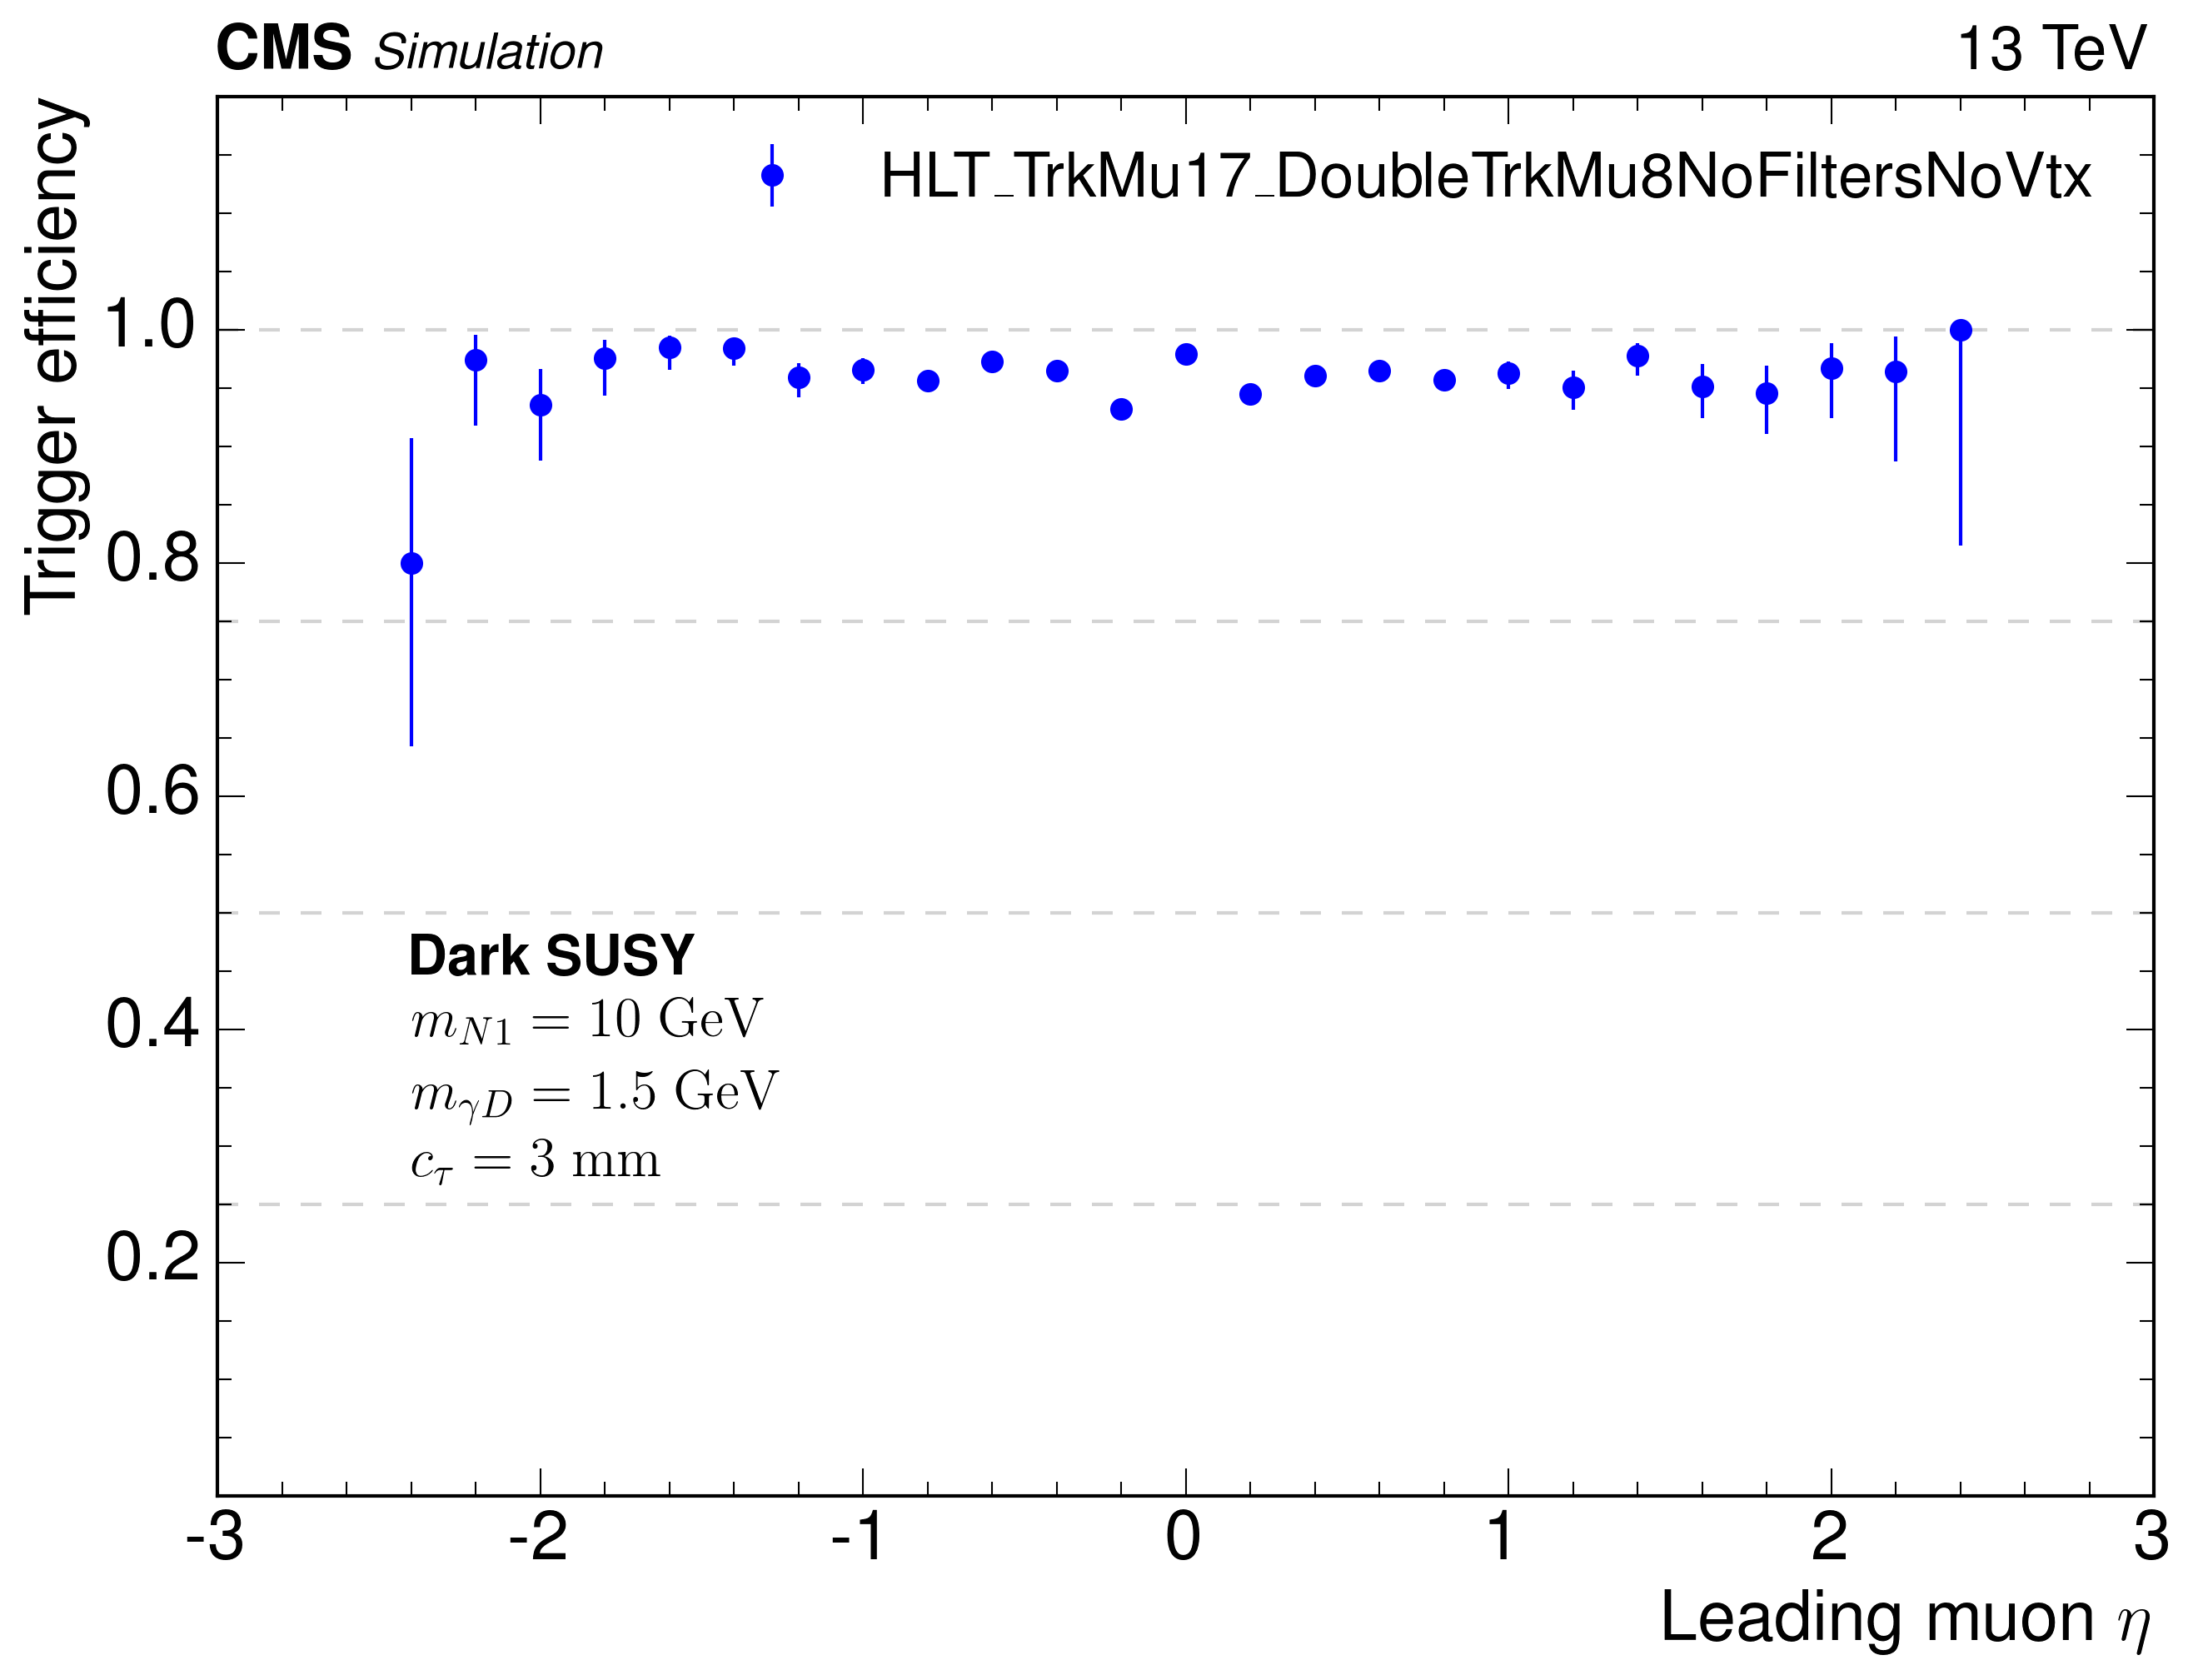 CMS Simulation 13 TeV
Trigger efficiency
HLT_TrkMu17_DoubleTrkMu8NoFiltersNoVtx
1.0
0.8
0.6
0.4
0.2
Dark SUSY
m_{N1} = 10 GeV
m_{γD} = 1.5 GeV
c_τ = 3 mm
-3 -2 -1 0 1 2 3
Leading muon η